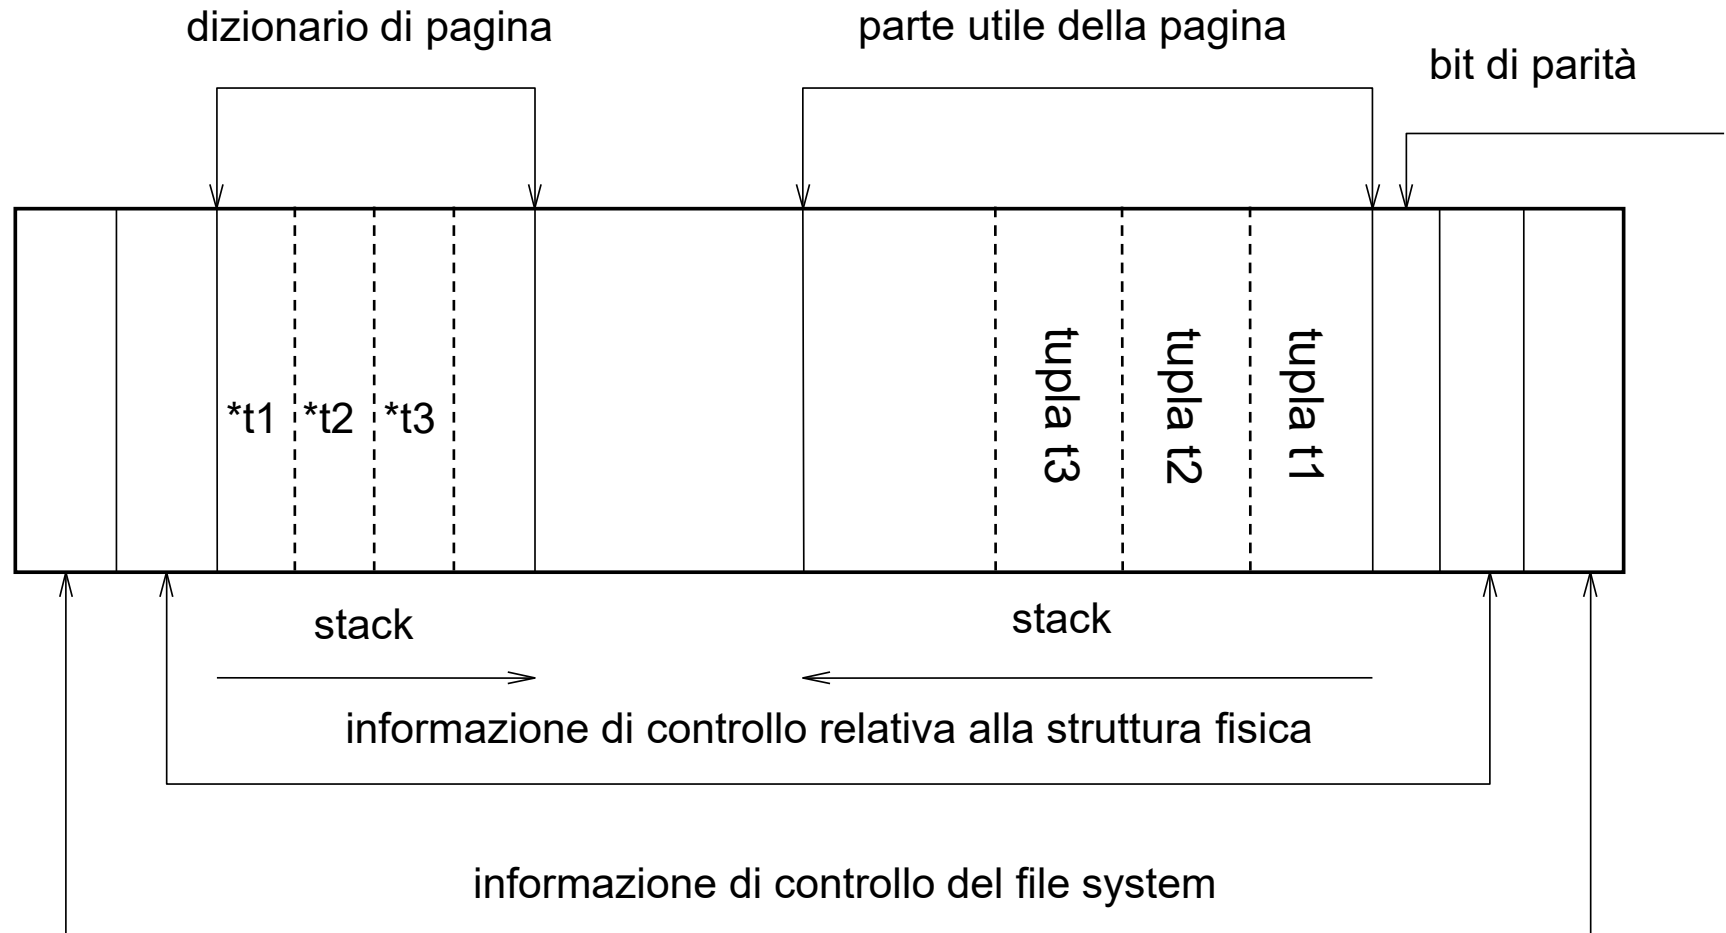 dizionario di pagina
parte utile della pagina
bit di parità
*t1 *t2 *t3
tupla t3
tupla t2
tupla t1
stack
stack
informazione di controllo relativa alla struttura fisica
informazione di controllo del file system